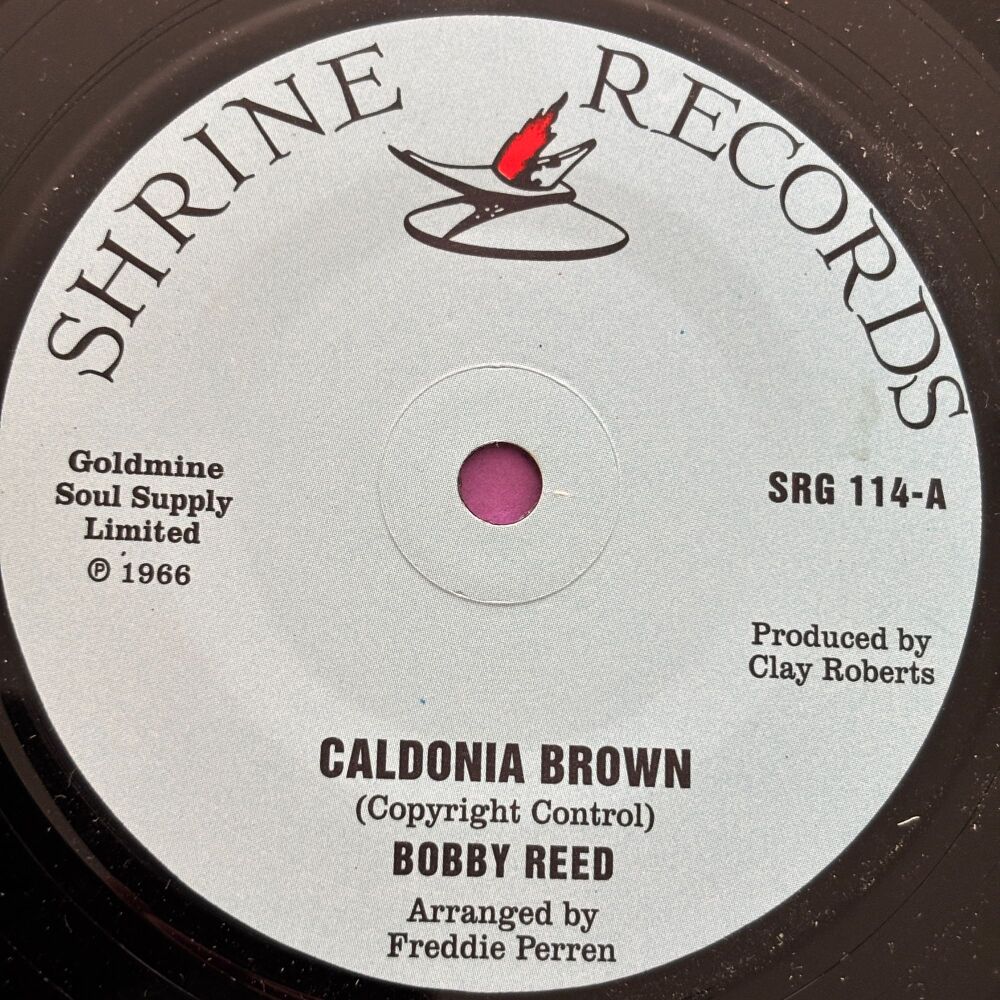 SHRINE RECORDS
Goldmine
Soul Supply
Limited
℗ 1966
SRG 114-A
Produced by
Clay Roberts
CALDONIA BROWN
(Copyright Control)
BOBBY REED
Arranged by
Freddie Perren